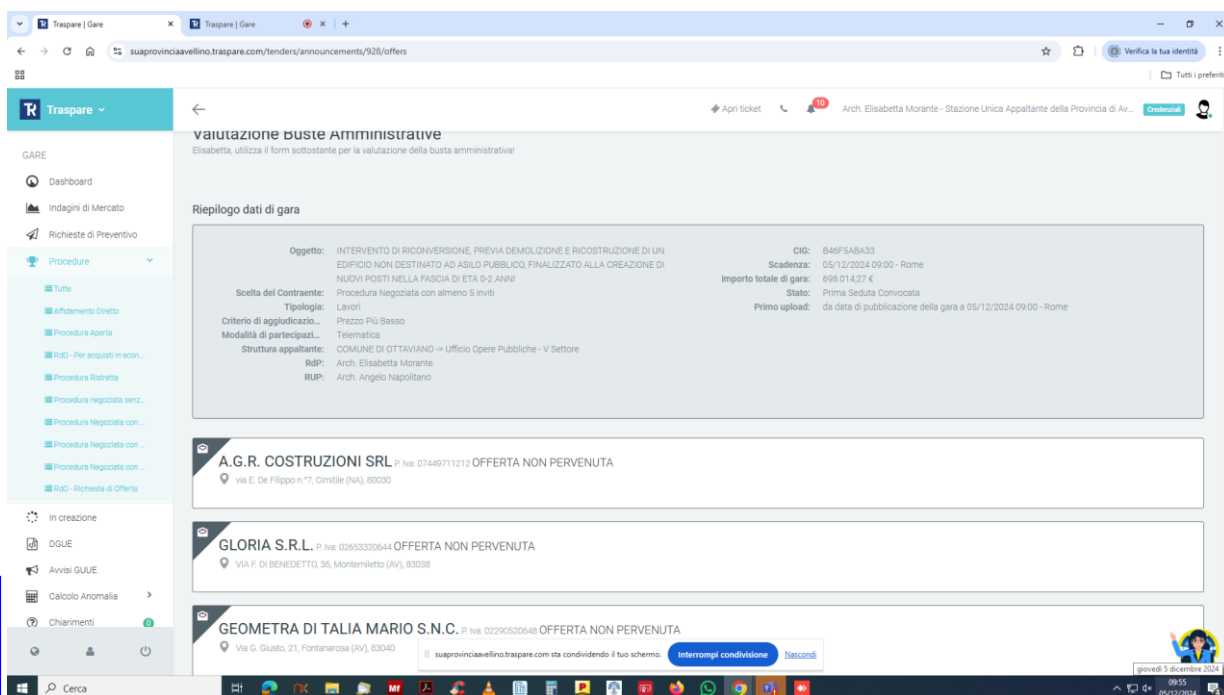 Traspare | Gare
Traspare | Gare
suaprovinciaavellino.traspare.com/tenders/announcements/928/offers
Verifica la tua identità
Tutti i preferiti
Traspare
Apri ticket
10
Arch. Elisabetta Morante - Stazione Unica Appaltante della Provincia di Av...
Credenziali
GARE
Dashboard
Indagini di Mercato
Richieste di Preventivo
Procedure
Tutte
Affidamento Diretto
Procedura Aperta
RdO - Per acquisti in econ...
Procedura Ristretta
Procedura negoziata senz...
Procedura Negoziata con ...
Procedura Negoziata con ...
Procedura Negoziata con ...
RdO - Richiesta di Offerta
In creazione
DGUE
Avvisi GUUE
Calcolo Anomalia
Chiarimenti
Valutazione Buste Amministrative
Elisabetta, utilizza il form sottostante per la valutazione della busta amministrativa!
Riepilogo dati di gara
Oggetto: INTERVENTO DI RICONVERSIONE, PREVIA DEMOLIZIONE E RICOSTRUZIONE DI UN
EDIFICIO NON DESTINATO AD ASILO PUBBLICO, FINALIZZATO ALLA CREAZIONE DI
NUOVI POSTI NELLA FASCIA DI ETA 0-2 ANNI
Scelta del Contraente: Procedura Negoziata con almeno 5 inviti
Tipologia: Lavori
Criterio di aggiudicazio... Prezzo Più Basso
Modalità di partecipazi... Telematica
Struttura appaltante: COMUNE DI OTTAVIANO -> Ufficio Opere Pubbliche - V Settore
RdP: Arch. Elisabetta Morante
RUP: Arch. Angelo Napolitano
CIG: B46F5ABA33
Scadenza: 05/12/2024 09:00 - Rome
Importo totale di gara: 698.014,27 €
Stato: Prima Seduta Convocata
Primo upload: da data di pubblicazione della gara a 05/12/2024 09:00 - Rome
A.G.R. COSTRUZIONI SRL P. Iva: 07449711212 OFFERTA NON PERVENUTA
via E. De Filippo n.°7, Cimitile (NA), 80030
GLORIA S.R.L. P. Iva: 02653320644 OFFERTA NON PERVENUTA
VIA F. DI BENEDETTO, 36, Montemiletto (AV), 83038
GEOMETRA DI TALIA MARIO S.N.C. P. Iva: 02290520648 OFFERTA NON PERVENUTA
Via G. Giusto, 21, Fontanarosa (AV), 83040
suaprovinciaavellino.traspare.com sta condividendo il tuo schermo.
Interrompi condivisione
Nascondi
giovedì 5 dicembre 2024
Cerca
09:55
05/12/2024